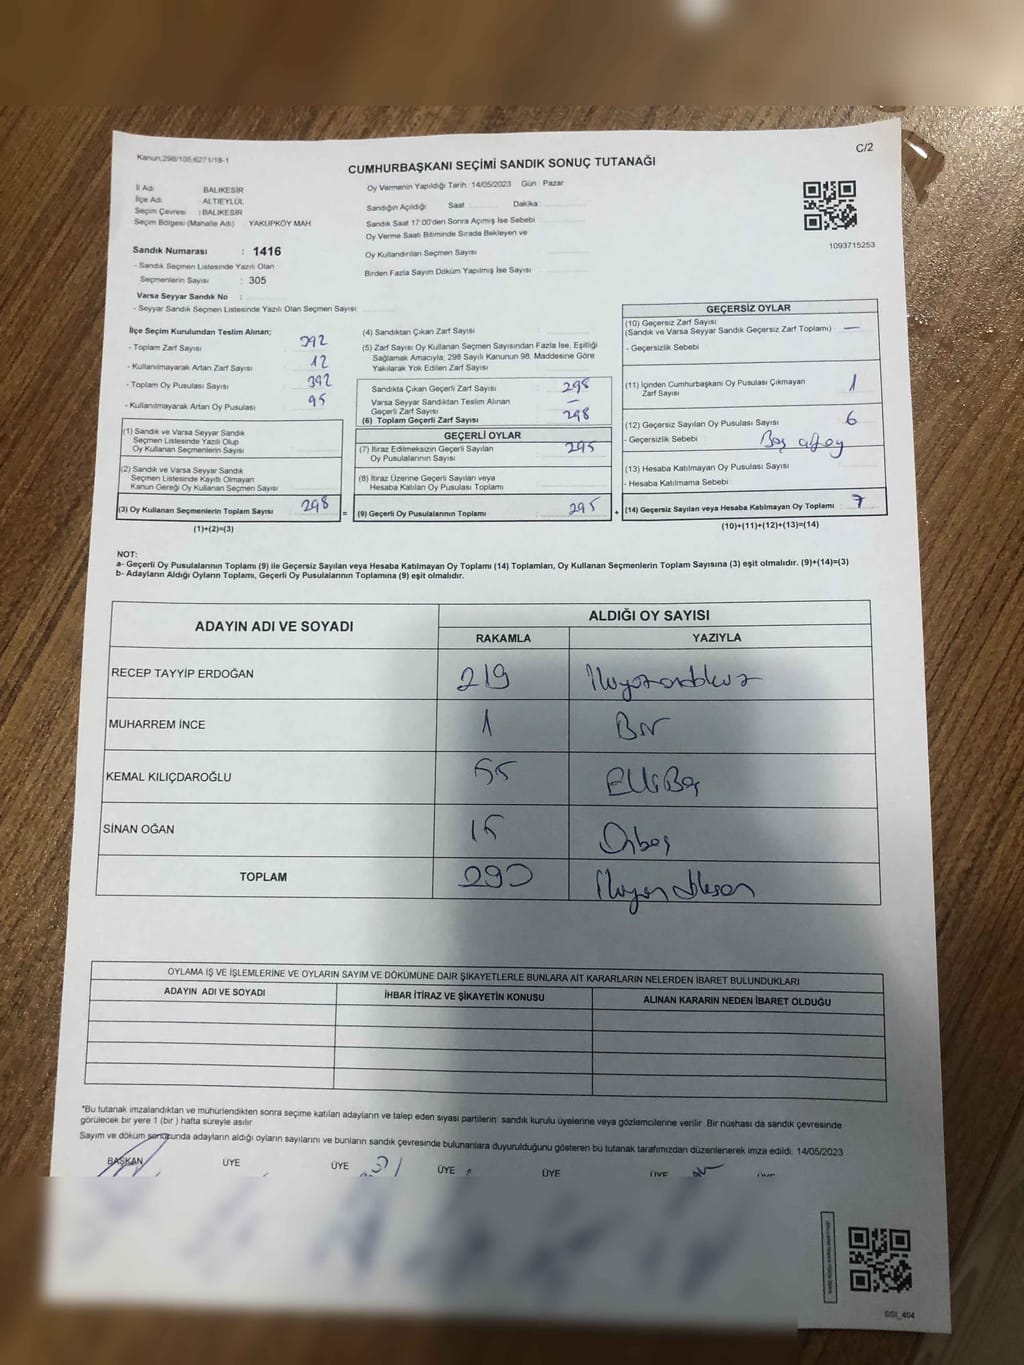 Kanun:298/105;6271/18-1
C/2
CUMHURBAŞKANI SEÇİMİ SANDIK SONUÇ TUTANAĞI
İl Adı BALIKESİR
İlçe Adı ALTIEYLÜL
Seçim Çevresi : BALIKESİR
Seçim Bölgesi (Mahalle Adı) YAKUPKÖY MAH
Sandık Numarası : 1416
- Sandık Seçmen Listesinde Yazılı Olan
Seçmenlerin Sayısı : 305
Varsa Seyyar Sandık No :
- Seyyar Sandık Seçmen Listesinde Yazılı Olan Seçmen Sayısı:
Oy Vermenin Yapıldığı Tarih :14/05/2023 Gün Pazar
Sandığın Açıldığı Saat Dakika
Sandık Saat 17:00'den Sonra Açımış İse Sebebi
Oy Verme Saati Bitiminde Sırada Bekleyen ve
Oy Kullandırılan Seçmen Sayısı
Birden Fazla Sayım Döküm Yapılmış İse Sayısı
1093715253
İlçe Seçim Kurulundan Teslim Alınan;
- Toplam Zarf Sayısı
- Kullanılmayarak Artan Zarf Sayısı 12
- Toplam Oy Pusulası Sayısı
- Kullanılmayarak Artan Oy Pusulası 95
(1) Sandık ve Varsa Seyyar Sandık
Seçmen Listesinde Yazılı Olup
Oy Kullanan Seçmenlerin Sayısı
(2) Sandık ve Varsa Seyyar Sandık
Seçmen Listesinde Kayıtlı Olmayan
Kanun Gereği Oy Kullanan Seçmen Sayısı
(3) Oy Kullanan Seçmenlerin Toplam Sayısı 298 =
(1)+(2)=(3)
(4) Sandıktan Çıkan Zarf Sayısı
(5) Zarf Sayısı Oy Kullanan Seçmen Sayısından Fazla İse, Eşitliği
Sağlamak Amacıyla; 298 Sayılı Kanunun 98. Maddesine Göre
Yakılarak Yok Edilen Zarf Sayısı
Sandıkta Çıkan Geçerli Zarf Sayısı 298
Varsa Seyyar Sandıktan Teslim Alınan
Geçerli Zarf Sayısı —
(6) Toplam Geçerli Zarf Sayısı 298
GEÇERLİ OYLAR
(7) İtiraz Edilmeksizin Geçerli Sayılan
Oy Pusulalarının Sayısı 295
(8) İtiraz Üzerine Geçerli Sayılan veya
Hesaba Katılan Oy Pusulası Toplamı
(9) Geçerli Oy Pusulalarının Toplamı 295 +
GEÇERSİZ OYLAR
(10) Geçersiz Zarf Sayısı
(Sandık ve Varsa Seyyar Sandık Geçersiz Zarf Toplamı) —
- Geçersizlik Sebebi
(11) İçinden Cumhurbaşkanı Oy Pusulası Çıkmayan
Zarf Sayısı 1
(12) Geçersiz Sayılan Oy Pusulası Sayısı 6
- Geçersizlik Sebebi Boş
(13) Hesaba Katılmayan Oy Pusulası Sayısı
- Hesaba Katılmama Sebebi
(14) Geçersiz Sayılan veya Hesaba Katılmayan Oy Toplamı : 7
(10)+(11)+(12)+(13)=(14)
NOT:
a- Geçerli Oy Pusulalarının Toplamı (9) ile Geçersiz Sayılan veya Hesaba Katılmayan Oy Toplamı (14) Toplamları, Oy Kullanan Seçmenlerin Toplam Sayısına (3) eşit olmalıdır. (9)+(14)=(3)
b- Adayların Aldığı Oyların Toplamı, Geçerli Oy Pusulalarının Toplamına (9) eşit olmalıdır.
ADAYIN ADI VE SOYADI ALDIĞI OY SAYISI
RAKAMLA YAZIYLA
RECEP TAYYİP ERDOĞAN 219
MUHARREM İNCE 1 Bir
KEMAL KILIÇDAROĞLU 55 Elli Beş
SİNAN OĞAN 15 Onbeş
TOPLAM 290
OYLAMA İŞ VE İŞLEMLERİNE VE OYLARIN SAYIM VE DÖKÜMÜNE DAİR ŞİKAYETLERLE BUNLARA AİT KARARLARIN NELERDEN İBARET BULUNDUKLARI
ADAYIN ADI VE SOYADI İHBAR İTİRAZ VE ŞİKAYETİN KONUSU ALINAN KARARIN NEDEN İBARET OLDUĞU
*Bu tutanak imzalandıktan ve mühürlendikten sonra seçime katılan adayların ve talep eden siyasi partilerin sandık kurulu üyelerine veya gözlemcilerine verilir. Bir nüshası da sandık çevresinde
görülecek bir yere 1 (bir ) hafta süreyle asılır
Sayım ve döküm sonucunda adayların aldığı oyların sayılarını ve bunların sandık çevresinde bulunanlara duyurulduğunu gösteren bu tutanak tarafımızdan düzenlenerek imza edildi. 14/05/2023
BAŞKAN ÜYE ÜYE ÜYE ÜYE ÜYE ÜYE
SSI_404